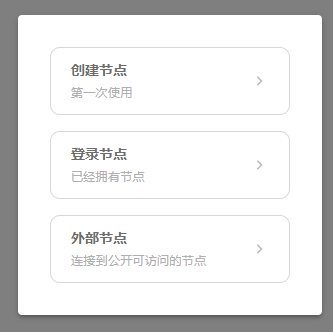 创建节点
第一次使用
登录节点
已经拥有节点
外部节点
连接到公开可访问的节点